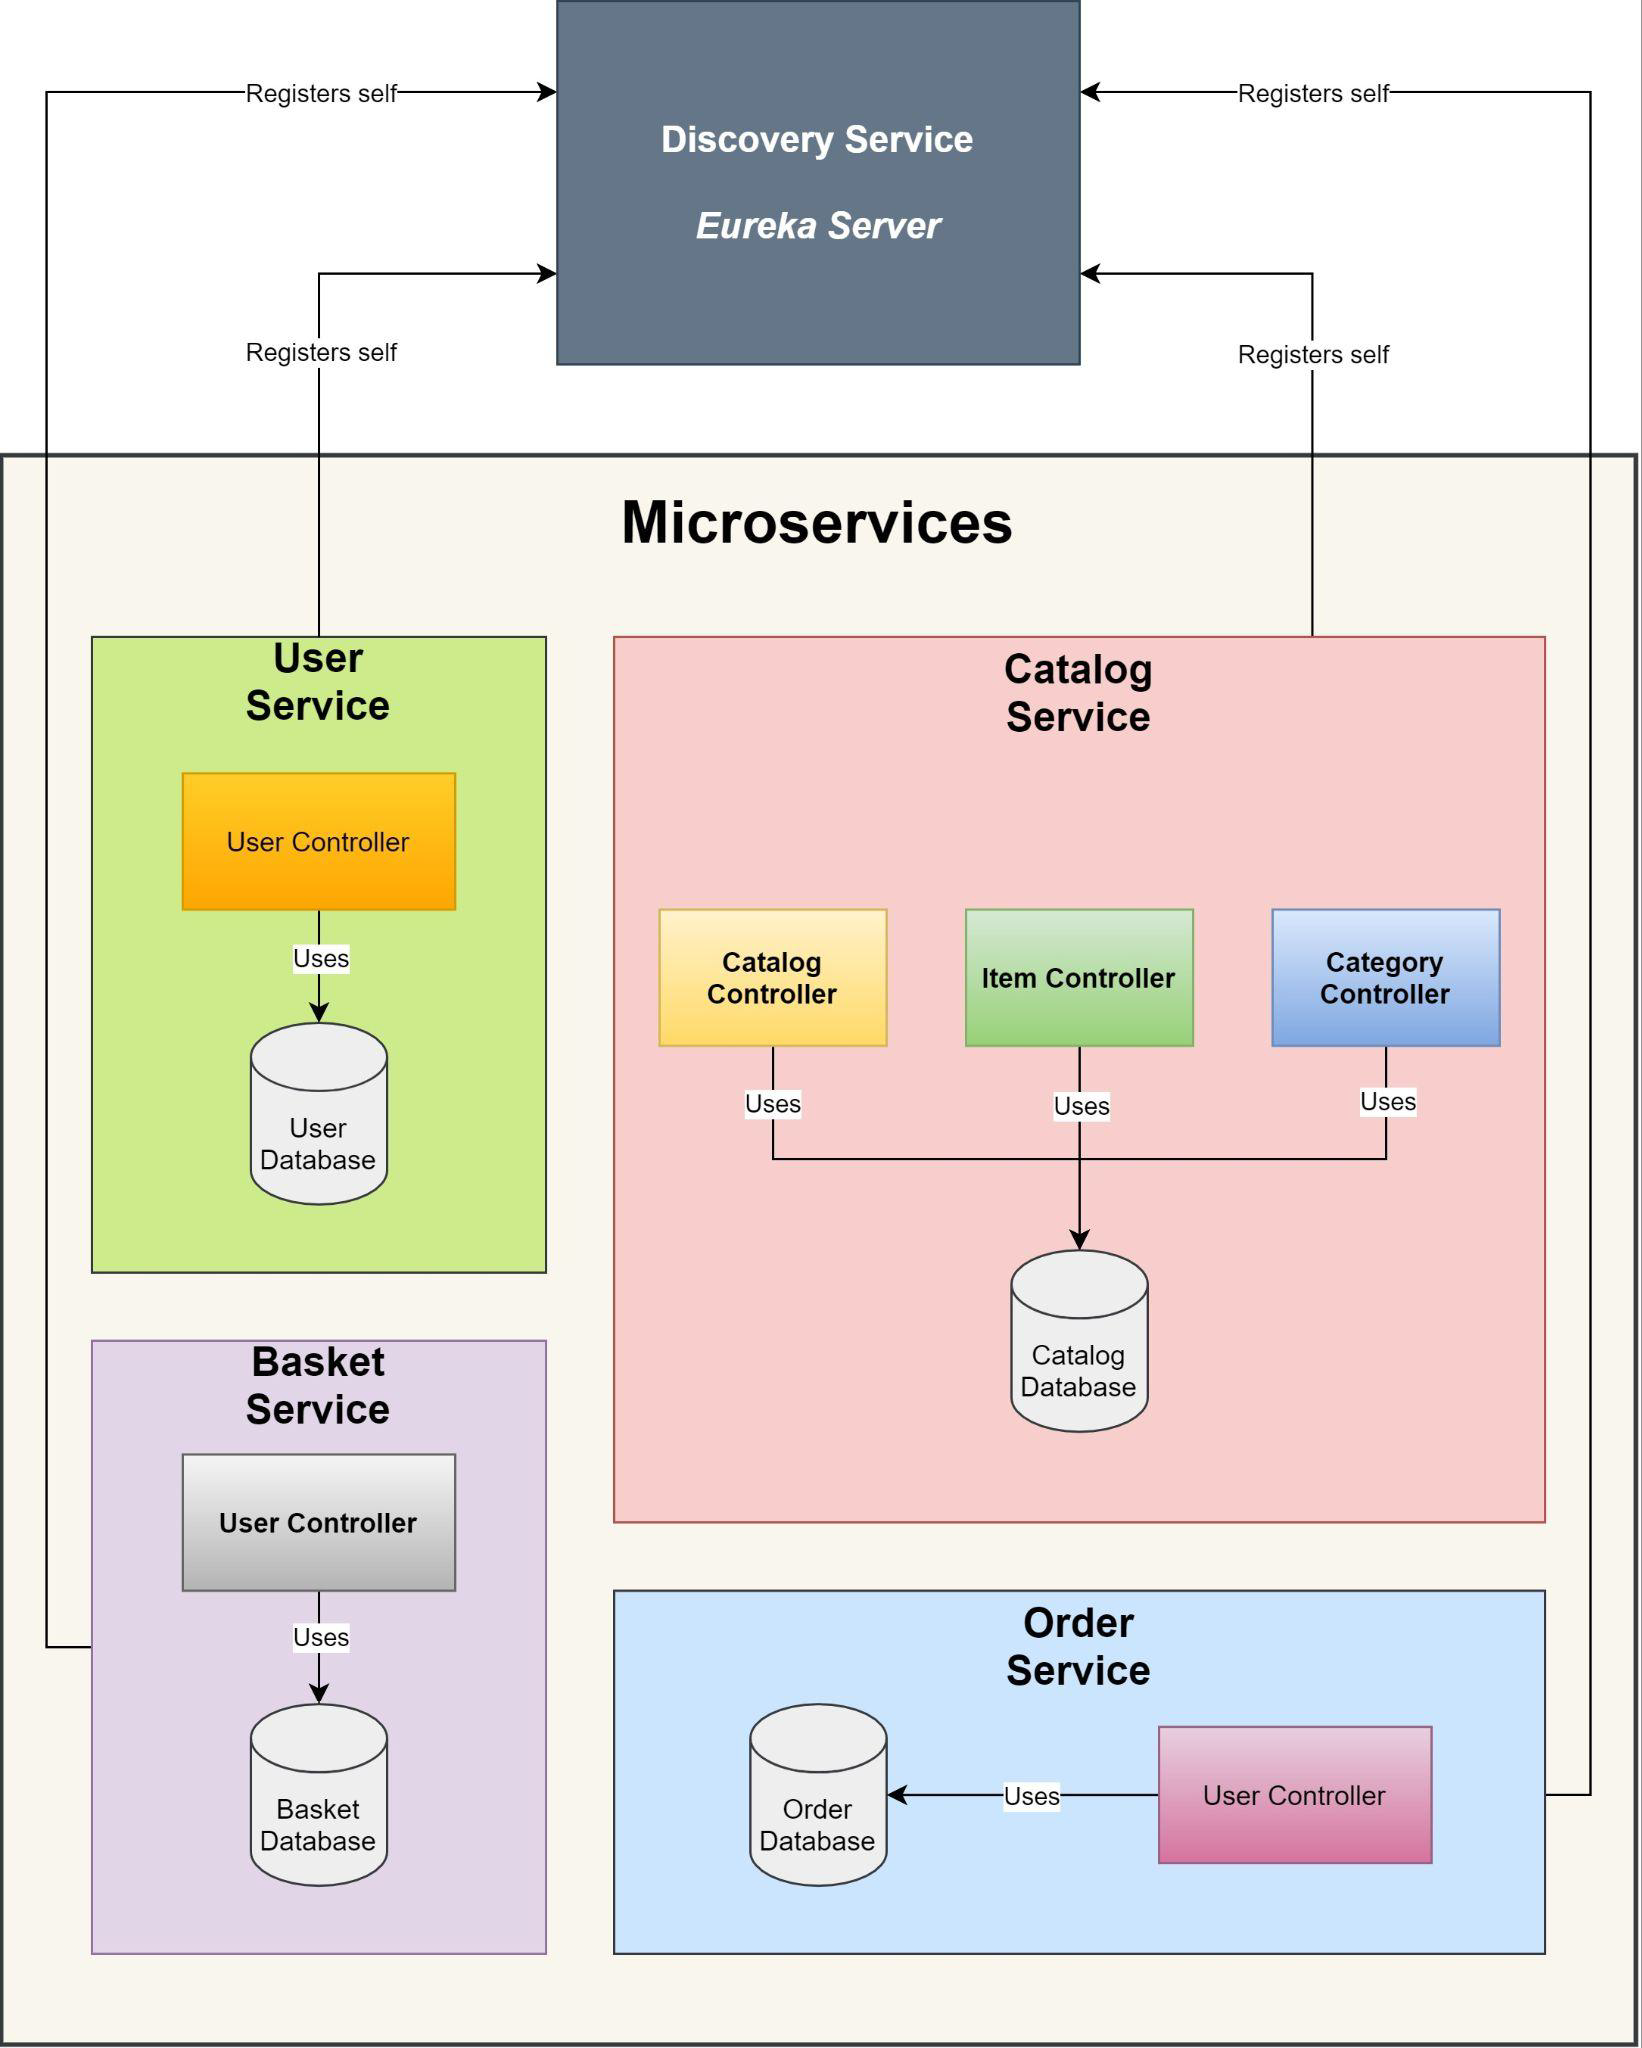 Registers self
Registers self
Discovery Service
Eureka Server
Registers self
Registers self
Microservices
User
Service
User Controller
Uses
User
Database
Catalog
Service
Catalog
Controller
Item Controller
Category
Controller
Uses
Uses
Uses
Catalog
Database
Basket
Service
User Controller
Uses
Basket
Database
Order
Service
Order
Database
Uses
User Controller